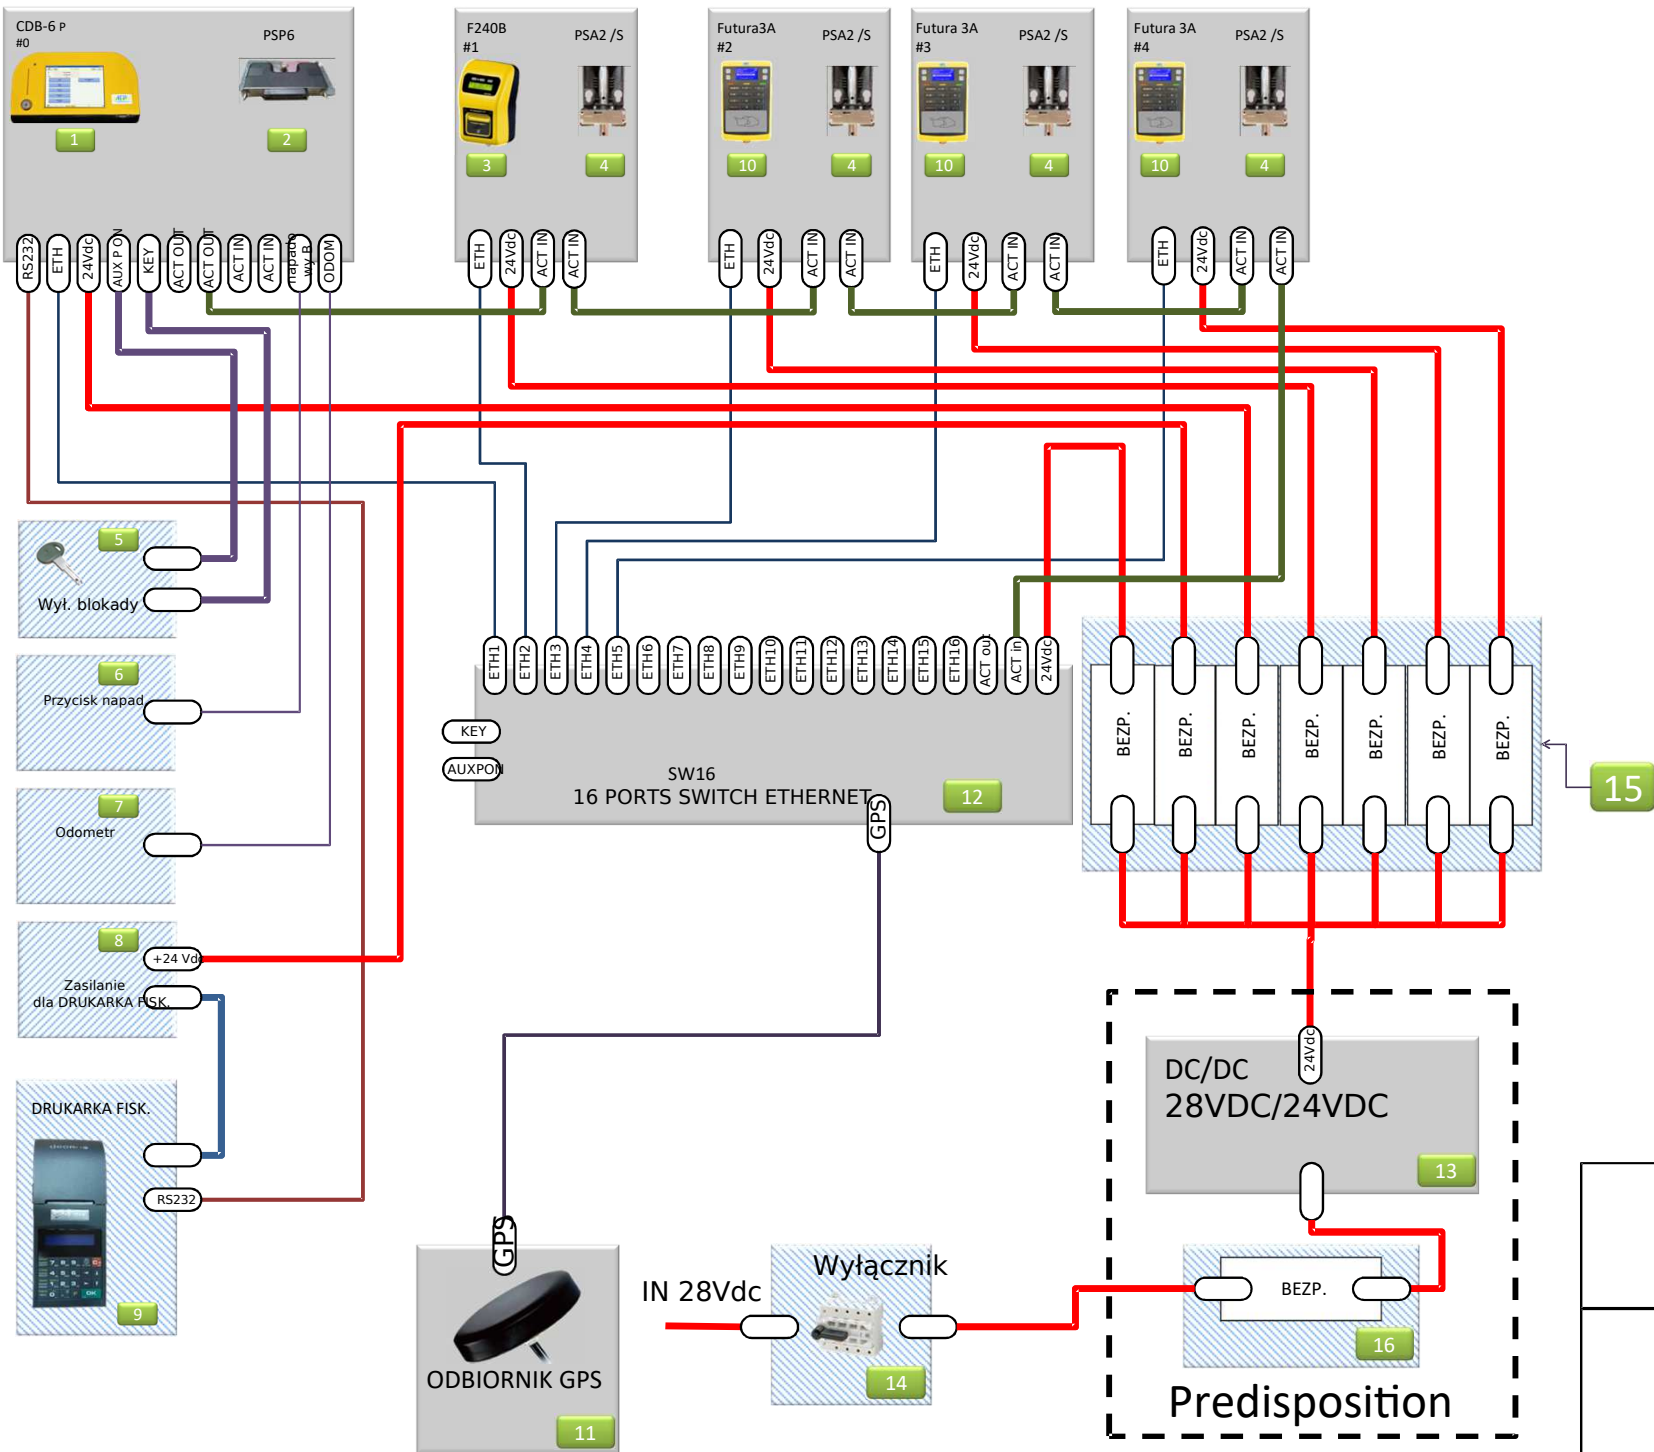 CDB-6 P
#0
PSP6
1
2
F240B
#1
PSA2 /S
3
4
Futura3A
#2
PSA2 /S
10
4
Futura 3A
#3
PSA2 /S
10
4
Futura 3A
#4
PSA2 /S
10
4
RS232
ETH
24Vdc
AUX P ON
KEY
ACT OUT
ACT OUT
ACT IN
ACT IN
napado
wy B
ODOM
ETH
24Vdc
ACT IN
ACT IN
ETH
24Vdc
ACT IN
ACT IN
ETH
24Vdc
ACT IN
ACT IN
ETH
24Vdc
ACT IN
ACT IN
5
Wył. blokady
6
Przycisk napad.
7
Odometr
8
+24 Vdc
Zasilanie
dla DRUKARKA FISK.
DRUKARKA FISK.
RS232
OK
9
ETH1
ETH2
ETH3
ETH4
ETH5
ETH6
ETH7
ETH8
ETH9
ETH10
ETH11
ETH12
ETH13
ETH14
ETH15
ETH16
ACT out
ACT in
24Vdc
KEY
AUXPON
SW16
16 PORTS SWITCH ETHERNET
12
GPS
BEZP.
BEZP.
BEZP.
BEZP.
BEZP.
BEZP.
BEZP.
15
24Vdc
DC/DC
28VDC/24VDC
13
BEZP.
16
Predisposition
GPS
ODBIORNIK GPS
11
IN 28Vdc
Wyłącznik
14